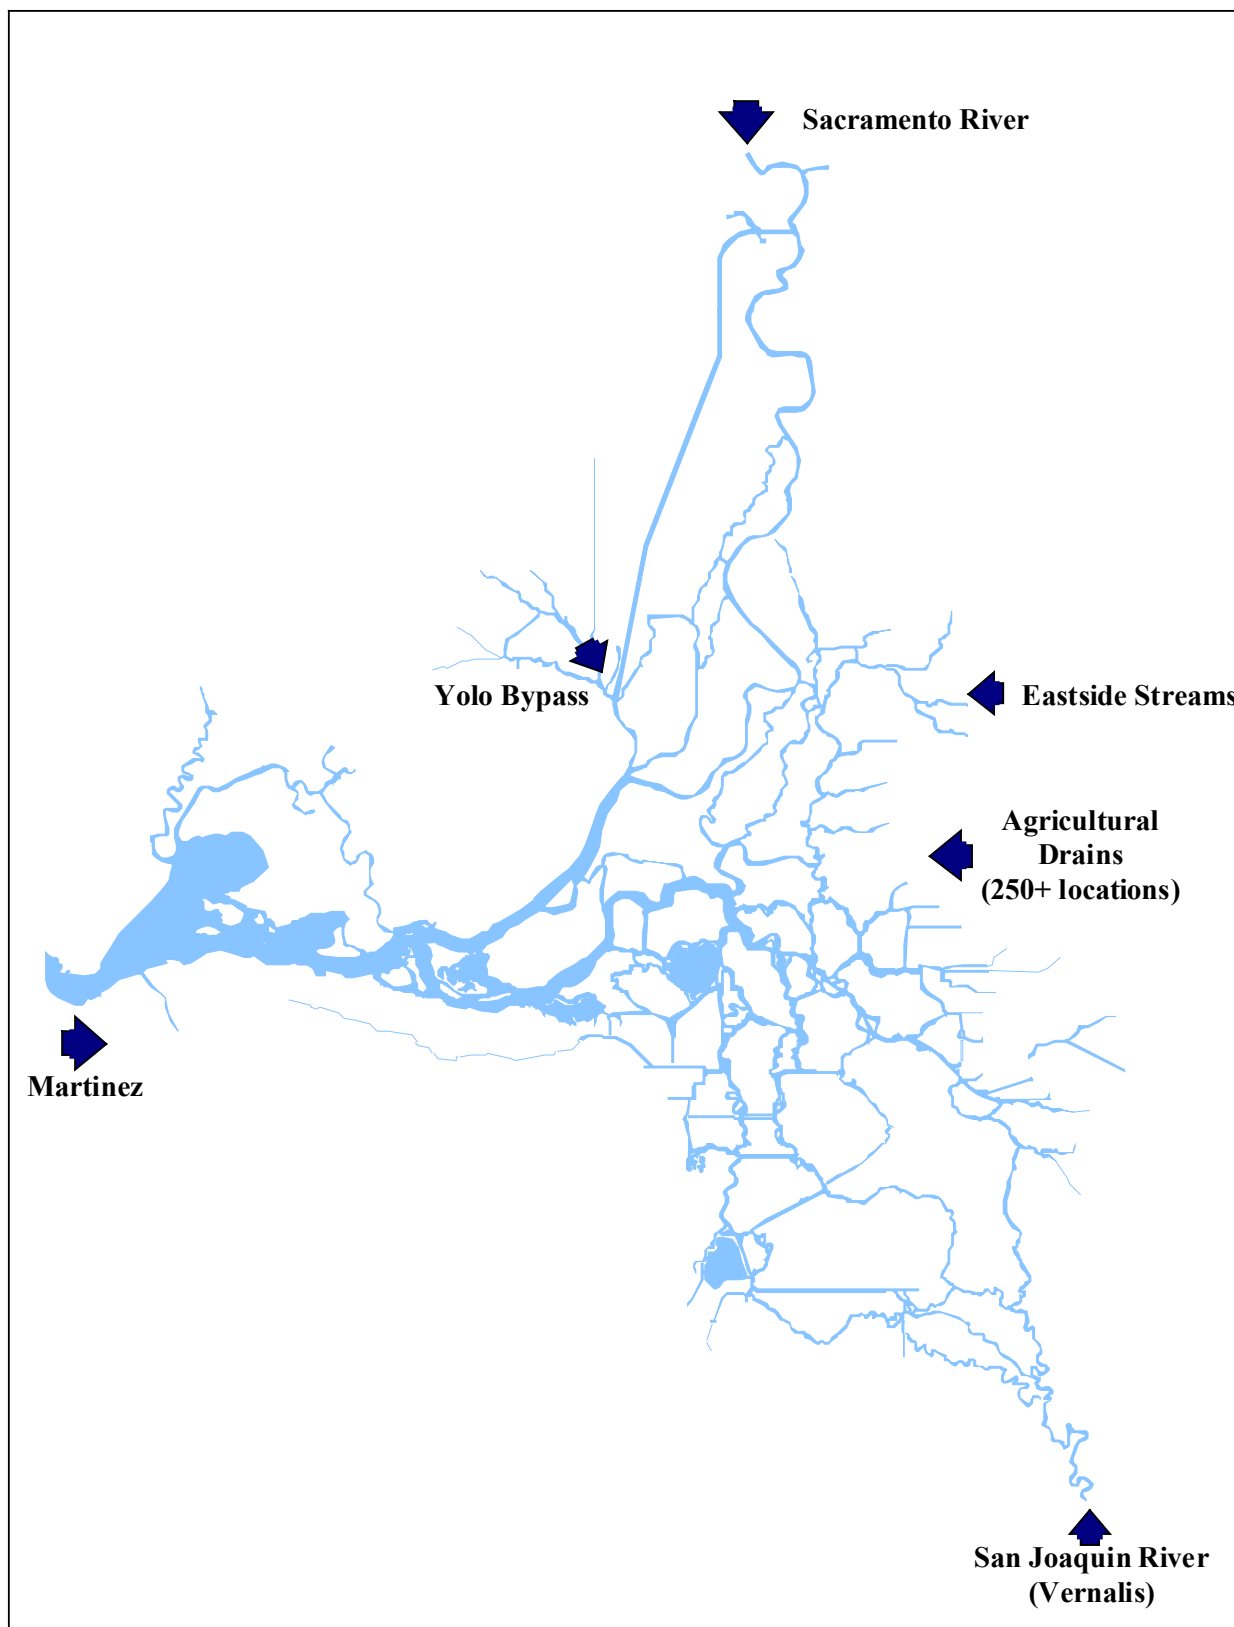 Sacramento River
Yolo Bypass
Eastside Streams
Agricultural
Drains
(250+ locations)
Martinez
San Joaquin River
(Vernalis)